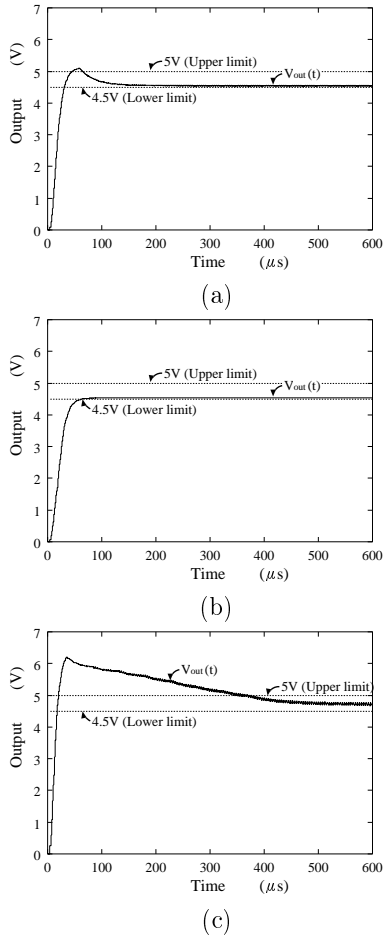 7
6
5
4
3
2
1
0
Output (V)
5V (Upper limit)
Vout(t)
4.5V (Lower limit)
0 100 200 300 400 500 600
Time (μs)
(a)
7
6
5
4
3
2
1
0
Output (V)
5V (Upper limit)
Vout(t)
4.5V (Lower limit)
0 100 200 300 400 500 600
Time (μs)
(b)
7
6
5
4
3
2
1
0
Output (V)
Vout(t)
5V (Upper limit)
4.5V (Lower limit)
0 100 200 300 400 500 600
Time (μs)
(c)